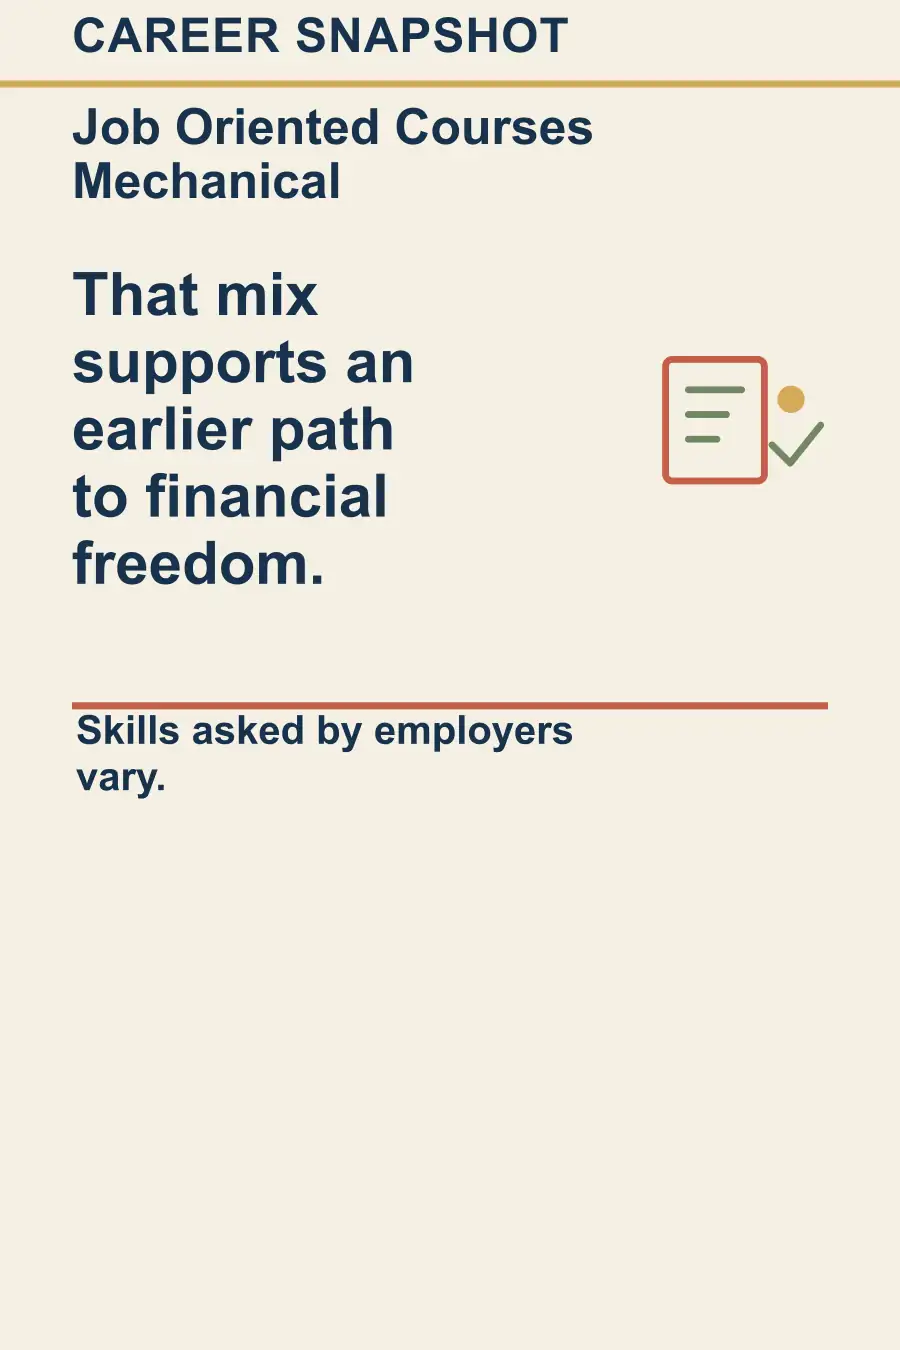 CAREER SNAPSHOT
Job Oriented Courses
Mechanical
That mix
supports an
earlier path
to financial
freedom.
Skills asked by employers
vary.